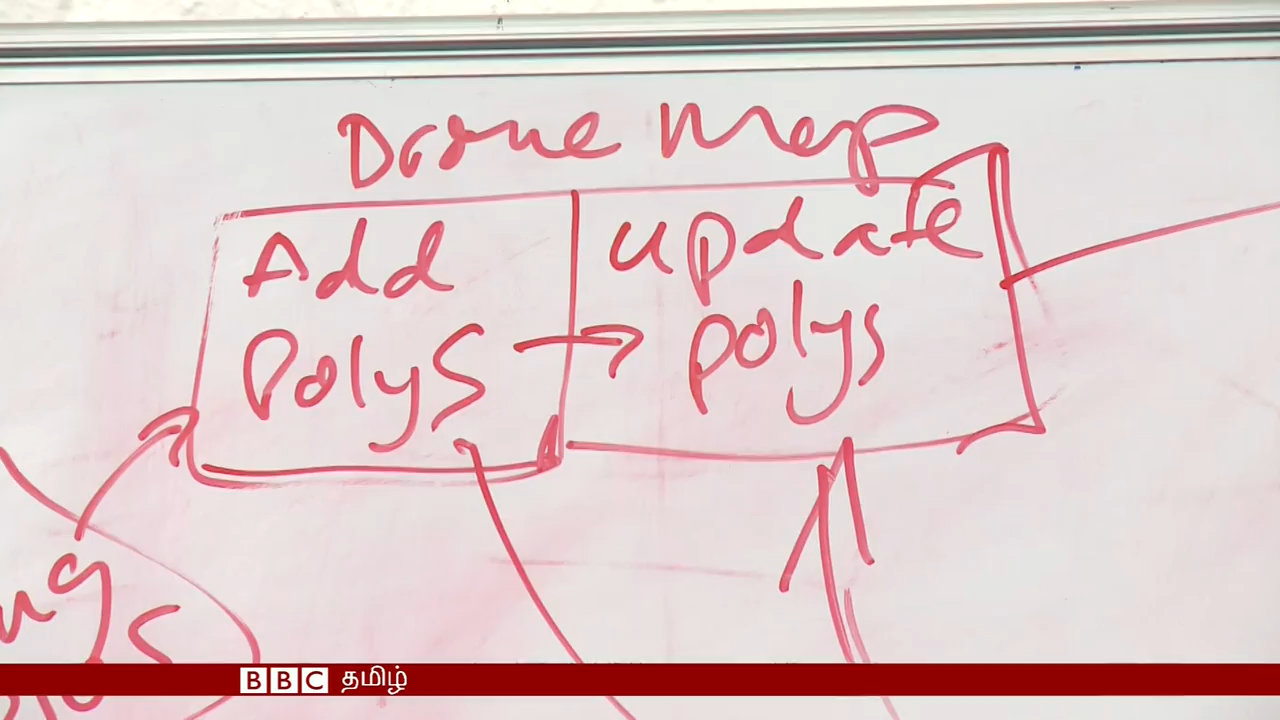 Drone Map
Add
Polys
update
polys
BBC தமிழ்